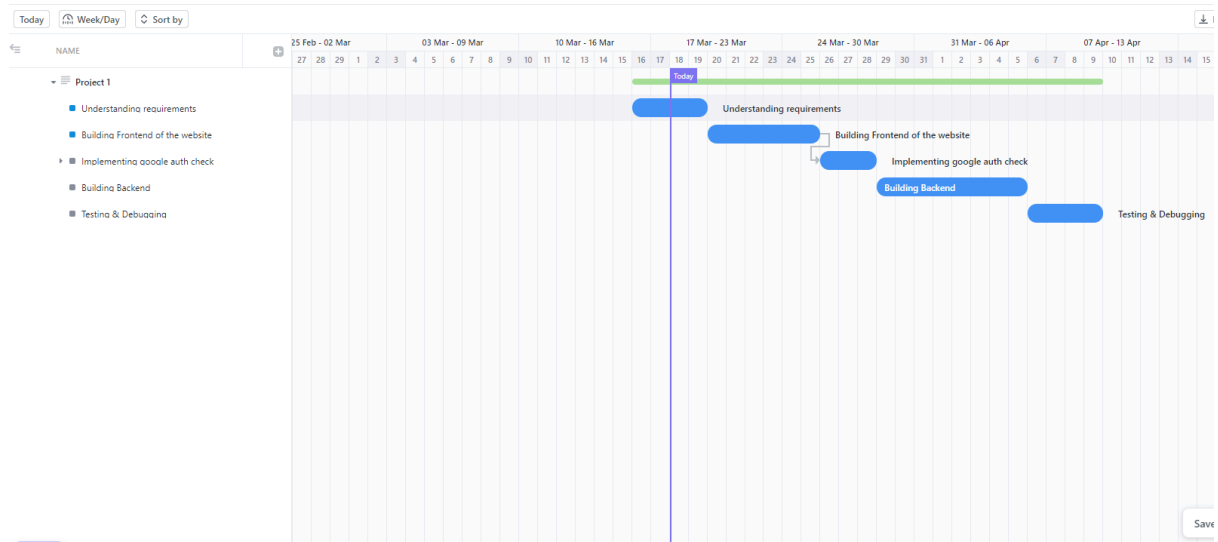 Today Week/Day Sort by
NAME
25 Feb - 02 Mar 03 Mar - 09 Mar 10 Mar - 16 Mar 17 Mar - 23 Mar 24 Mar - 30 Mar 31 Mar - 06 Apr 07 Apr - 13 Apr
27 28 29 1 2 3 4 5 6 7 8 9 10 11 12 13 14 15 16 17 18 19 20 21 22 23 24 25 26 27 28 29 30 31 1 2 3 4 5 6 7 8 9 10 11 12 13 14 15
Project 1 Today
Understanding requirements Understanding requirements
Building Frontend of the website Building Frontend of the website
Implementing google auth check Implementing google auth check
Building Backend Building Backend
Testing & Debugging Testing & Debugging
Save